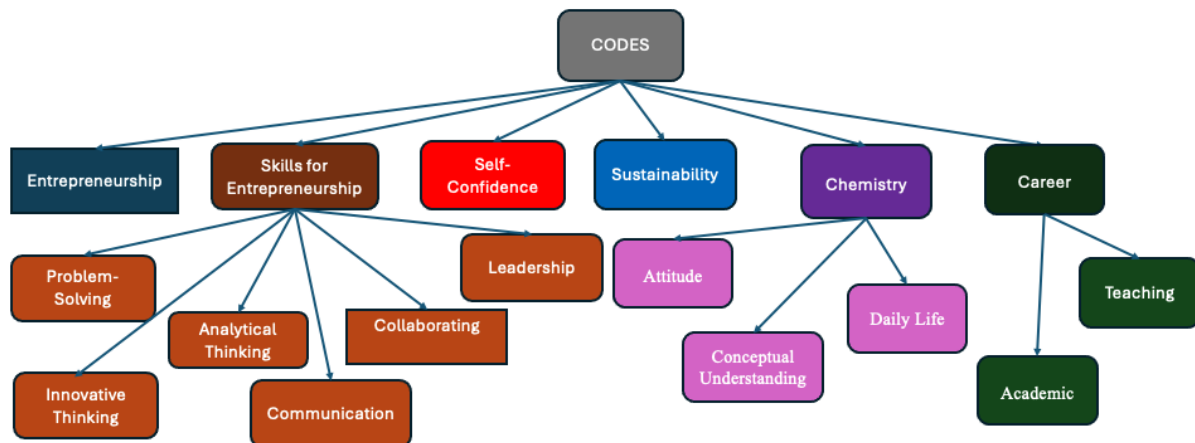 CODES
Entrepreneurship
Skills for
Entrepreneurship
Self-
Confidence
Sustainability
Chemistry
Career
Problem-
Solving
Leadership
Attitude
Teaching
Analytical
Thinking
Collaborating
Daily Life
Conceptual
Understanding
Innovative
Thinking
Communication
Academic